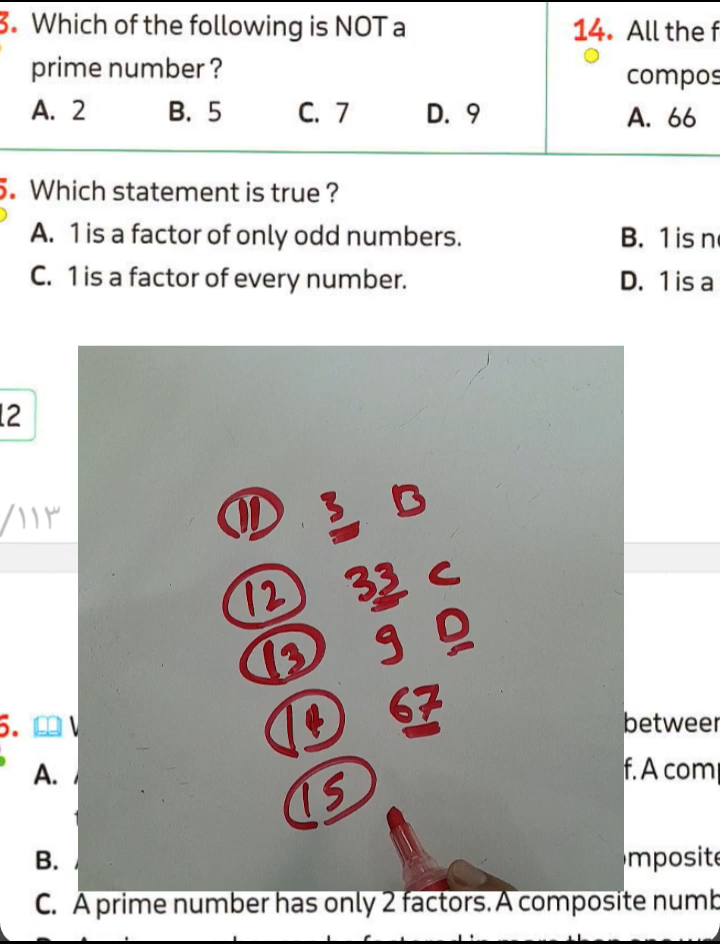 3. Which of the following is NOT a
prime number?
A. 2 B. 5 C. 7 D. 9
14. All the f
compos
A. 66
5. Which statement is true?
A. 1 is a factor of only odd numbers.
B. 1 is n
C. 1 is a factor of every number.
D. 1 is a
12
/١١٣
11 3 B
12 33 C
13 9 D
14 67
15
between
A.
f. A com
B.
mposite
C. A prime number has only 2 factors. A composite numb